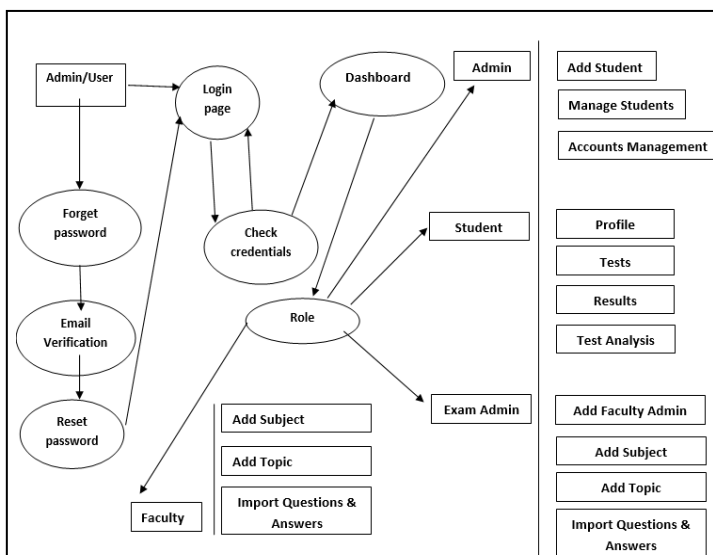 Admin/User
Login
page
Dashboard
Admin
Add Student
Manage Students
Accounts Management
Forget
password
Check
credentials
Student
Profile
Tests
Results
Test Analysis
Email
Verification
Role
Reset
password
Exam Admin
Add Subject
Add Topic
Import Questions &
Answers
Faculty
Add Faculty Admin
Add Subject
Add Topic
Import Questions &
Answers